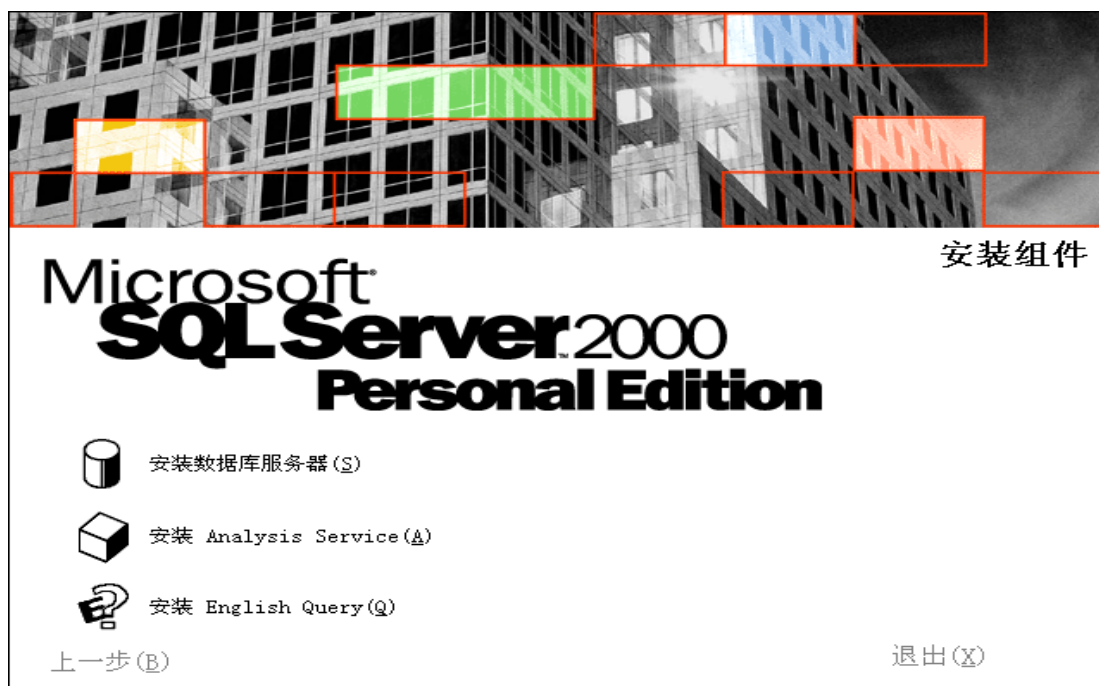 安装组件
Microsoft®
SQL Server™ 2000
Personal Edition
安装数据库服务器(S)
安装 Analysis Service(A)
安装 English Query(Q)
上一步(B)
退出(X)